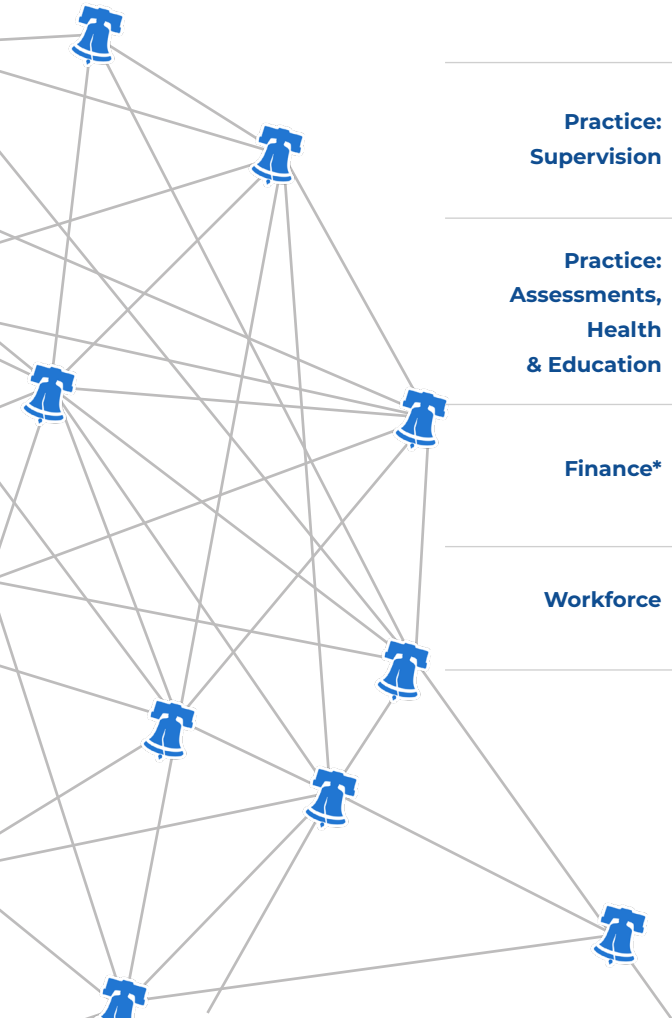 Practice:
Supervision
Practice:
Assessments,
Health
& Education
Finance*
Workforce